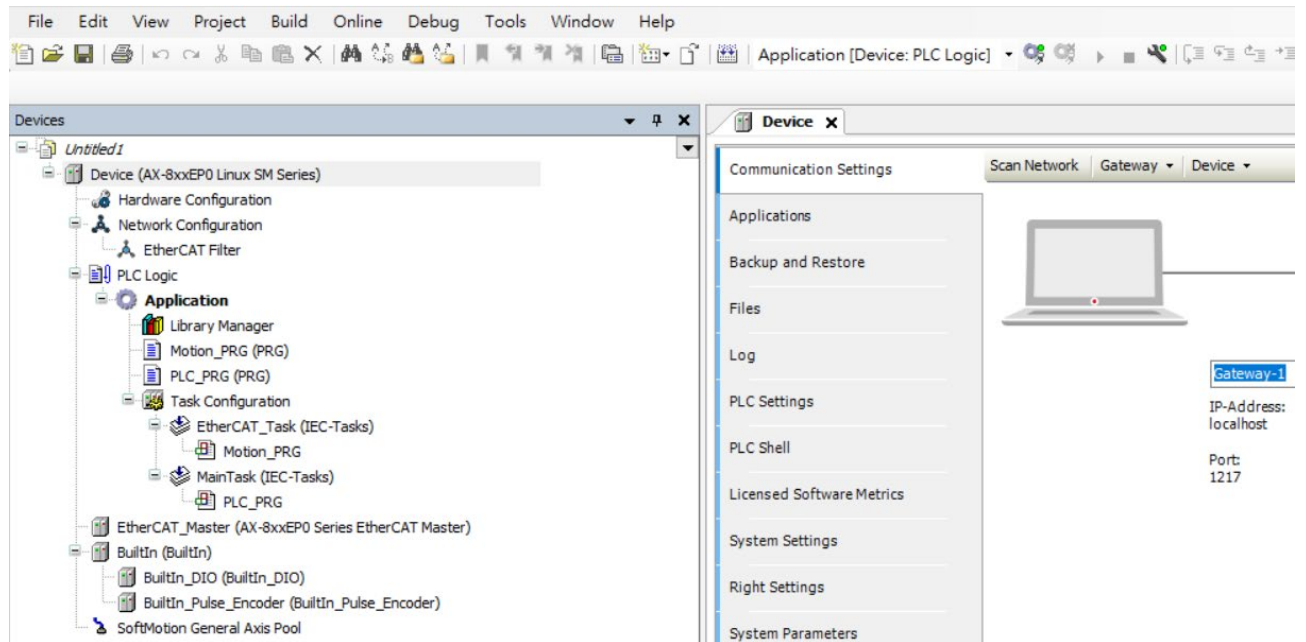 File Edit View Project Build Online Debug Tools Window Help
Application [Device: PLC Logic]
Devices
Untitled1
Device (AX-8xxEP0 Linux SM Series)
Hardware Configuration
Network Configuration
EtherCAT Filter
PLC Logic
Application
Library Manager
Motion_PRG (PRG)
PLC_PRG (PRG)
Task Configuration
EtherCAT_Task (IEC-Tasks)
Motion_PRG
MainTask (IEC-Tasks)
PLC_PRG
EtherCAT_Master (AX-8xxEP0 Series EtherCAT Master)
BuiltIn (BuiltIn)
BuiltIn_DIO (BuiltIn_DIO)
BuiltIn_Pulse_Encoder (BuiltIn_Pulse_Encoder)
SoftMotion General Axis Pool
Device
Communication Settings
Applications
Backup and Restore
Files
Log
PLC Settings
PLC Shell
Licensed Software Metrics
System Settings
Right Settings
System Parameters
Scan Network Gateway Device
Gateway-1
IP-Address:
localhost
Port:
1217